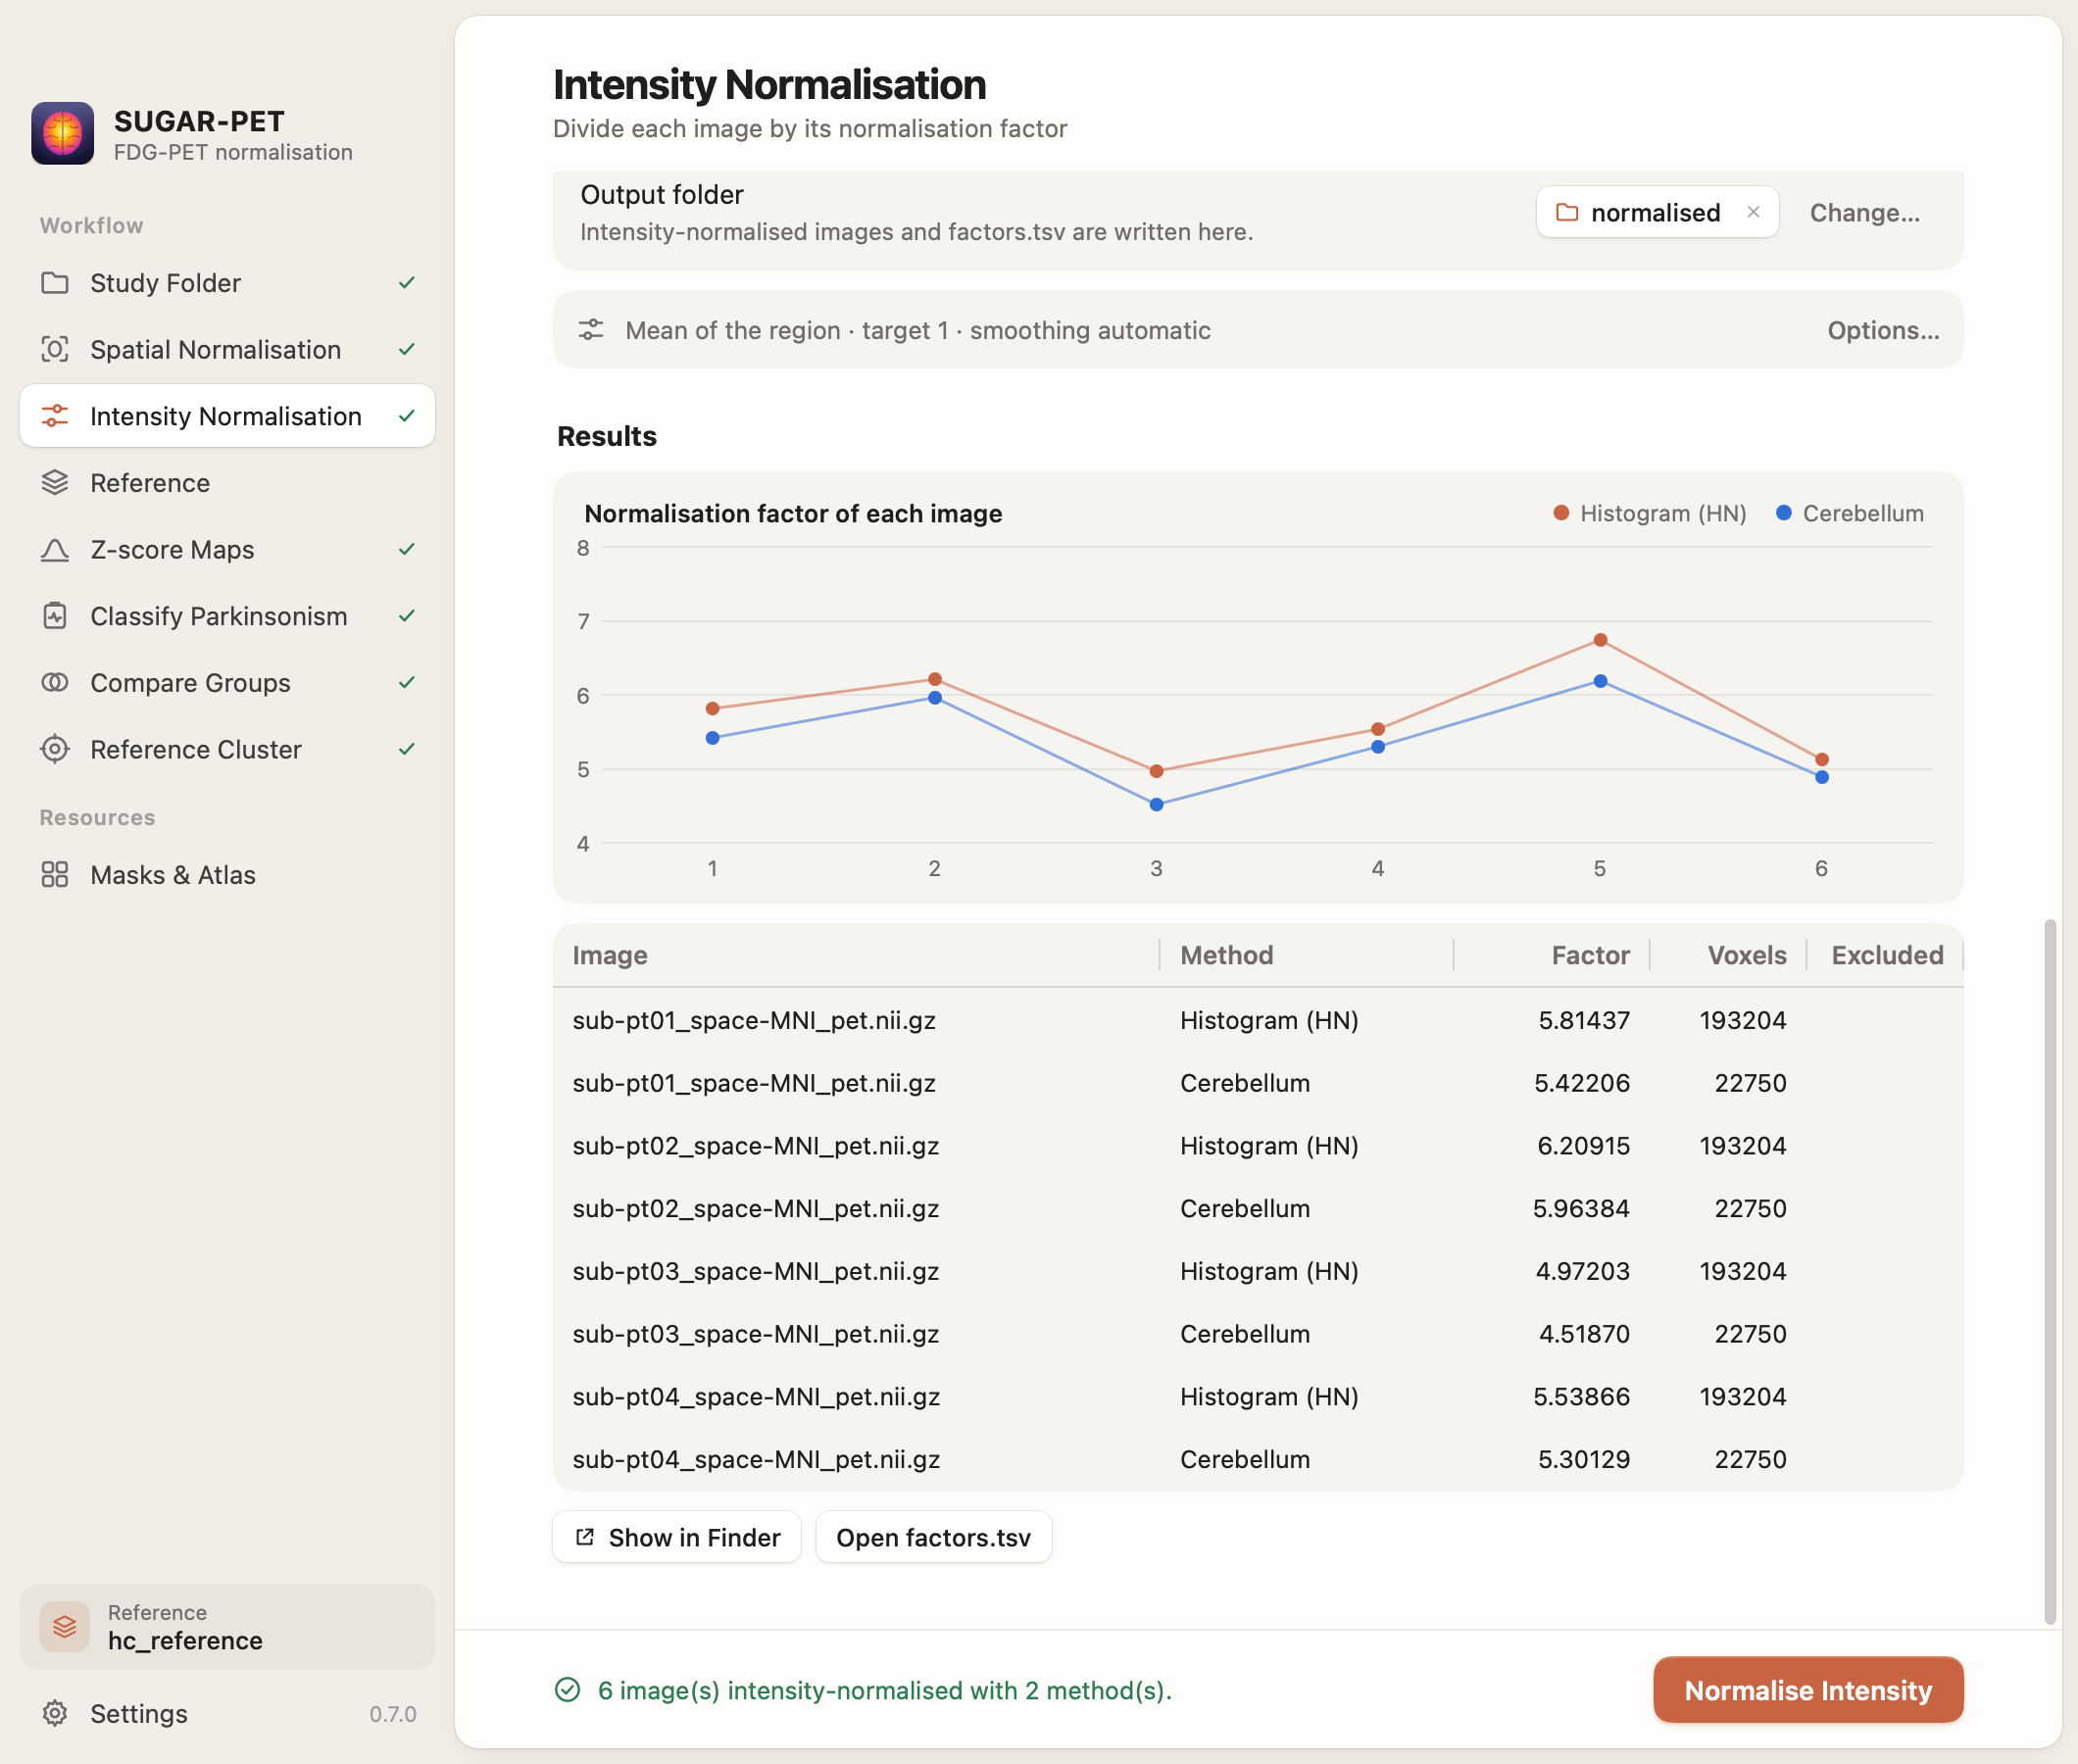 SUGAR-PET
FDG-PET normalisation
Workflow
Study Folder
Spatial Normalisation
Intensity Normalisation
Reference
Z-score Maps
Classify Parkinsonism
Compare Groups
Reference Cluster
Resources
Masks & Atlas
Reference
hc_reference
Settings 0.7.0
Intensity Normalisation
Divide each image by its normalisation factor
Output folder
Intensity-normalised images and factors.tsv are written here.
normalised × Change...
Mean of the region · target 1 · smoothing automatic Options...
Results
Normalisation factor of each image Histogram (HN) Cerebellum
8
7
6
5
4
1 2 3 4 5 6
Image Method Factor Voxels Excluded
sub-pt01_space-MNI_pet.nii.gz Histogram (HN) 5.81437 193204
sub-pt01_space-MNI_pet.nii.gz Cerebellum 5.42206 22750
sub-pt02_space-MNI_pet.nii.gz Histogram (HN) 6.20915 193204
sub-pt02_space-MNI_pet.nii.gz Cerebellum 5.96384 22750
sub-pt03_space-MNI_pet.nii.gz Histogram (HN) 4.97203 193204
sub-pt03_space-MNI_pet.nii.gz Cerebellum 4.51870 22750
sub-pt04_space-MNI_pet.nii.gz Histogram (HN) 5.53866 193204
sub-pt04_space-MNI_pet.nii.gz Cerebellum 5.30129 22750
Show in Finder Open factors.tsv
6 image(s) intensity-normalised with 2 method(s). Normalise Intensity